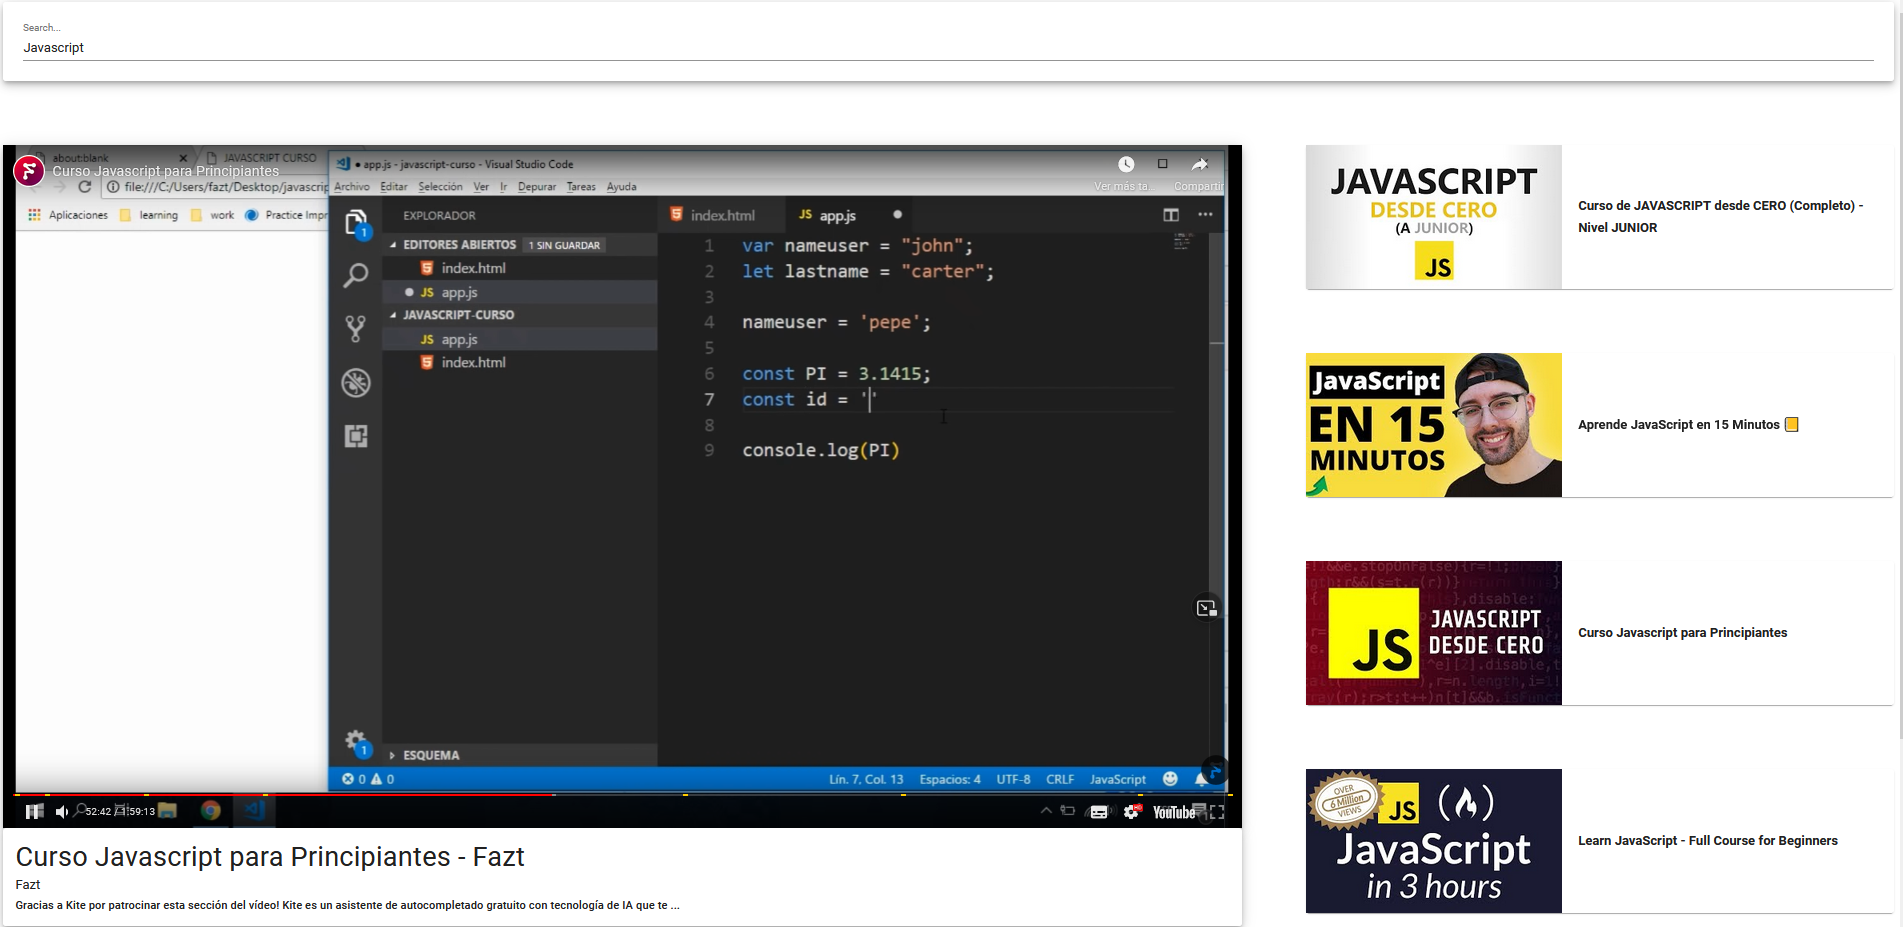 Search...
Javascript
about:blank
JAVASCRIPT CURSO
Curso Javascript para Principiantes
file:///C:/Users/fazt/Desktop/javascrip
Aplicaciones learning work Practice Impr
app.js - javascript-curso - Visual Studio Code
Archivo Editar Selección Ver Ir Depurar Tareas Ayuda
Ver más ta... Compartir
EXPLORADOR
EDITORES ABIERTOS 1 SIN GUARDAR
index.html
JS app.js
JAVASCRIPT-CURSO
JS app.js
index.html
ESQUEMA
1
1
index.html JS app.js
1 var nameuser = "john";
2 let lastname = "carter";
3
4 nameuser = 'pepe';
5
6 const PI = 3.1415;
7 const id = ''
8
9 console.log(PI)
0 0 Lín. 7, Col. 13 Espacios: 4 UTF-8 CRLF JavaScript
52:42 / 1:59:13
HD
YouTube
Curso Javascript para Principiantes - Fazt
Fazt
Gracias a Kite por patrocinar esta sección del vídeo! Kite es un asistente de autocompletado gratuito con tecnología de IA que te ...
JAVASCRIPT
DESDE CERO
(A JUNIOR)
JS
Curso de JAVASCRIPT desde CERO (Completo) -
Nivel JUNIOR
JavaScript
EN 15
MINUTOS
Aprende JavaScript en 15 Minutos
JS
JAVASCRIPT
DESDE CERO
Curso Javascript para Principiantes
OVER
6 Million
VIEWS
JS
JavaScript
in 3 hours
Learn JavaScript - Full Course for Beginners